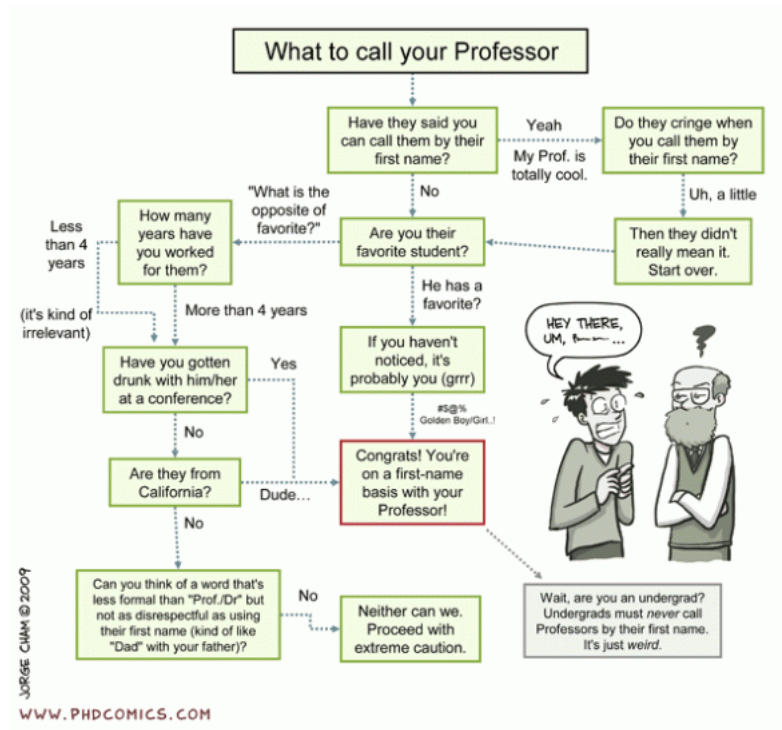 What to call your Professor
Have they said you
can call them by their
first name?
Yeah
My Prof. is
totally cool.
Do they cringe when
you call them by
their first name?
No
Uh, a little
"What is the
opposite of
favorite?"
Less
than 4
years
How many
years have
you worked
for them?
Are you their
favorite student?
Then they didn't
really mean it.
Start over.
He has a
favorite?
(it's kind of
irrelevant)
More than 4 years
HEY THERE,
UM, ...
If you haven't
noticed, it's
probably you (grrr)
Have you gotten
drunk with him/her
at a conference?
Yes
?
#$@%
Golden Boy/Girl..!
No
Congrats! You're
on a first-name
basis with your
Professor!
Are they from
California?
Dude...
No
Can you think of a word that's
less formal than "Prof./Dr" but
not as disrespectful as using
their first name (kind of like
"Dad" with your father)?
No
Neither can we.
Proceed with
extreme caution.
Wait, are you an undergrad?
Undergrads must never call
Professors by their first name.
It's just weird.
JORGE CHAM © 2009
WWW.PHDCOMICS.COM